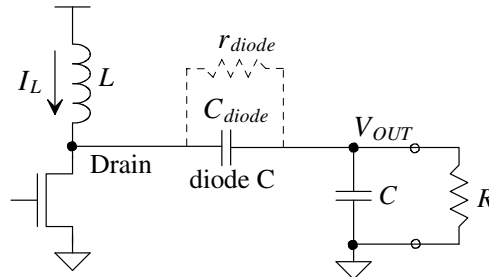 r_diode
I_L
L
C_diode
V_OUT
Drain
diode C
C
R